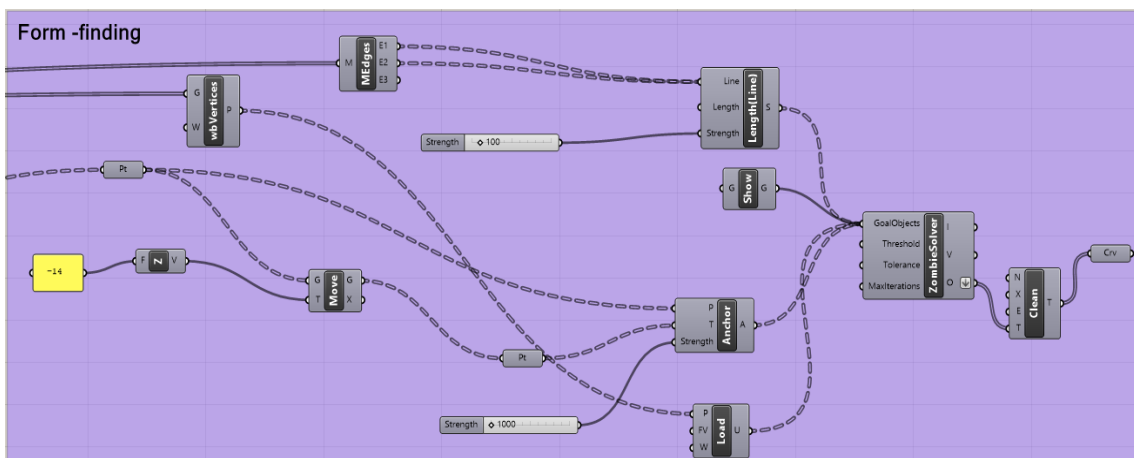 Form -finding
M
MEdges
E1
E2
E3
G
W
wbVertices
P
Line
Length
Strength
Length(Line)
S
Strength
100
Pt
G
Show
G
GoalObjects
Threshold
Tolerance
MaxIterations
ZombieSolver
I
V
O
-14
F
Z
V
G
T
Move
G
X
N
X
E
T
Clean
T
Crv
P
T
Strength
Anchor
A
Pt
Strength
1000
P
FV
W
Load
U